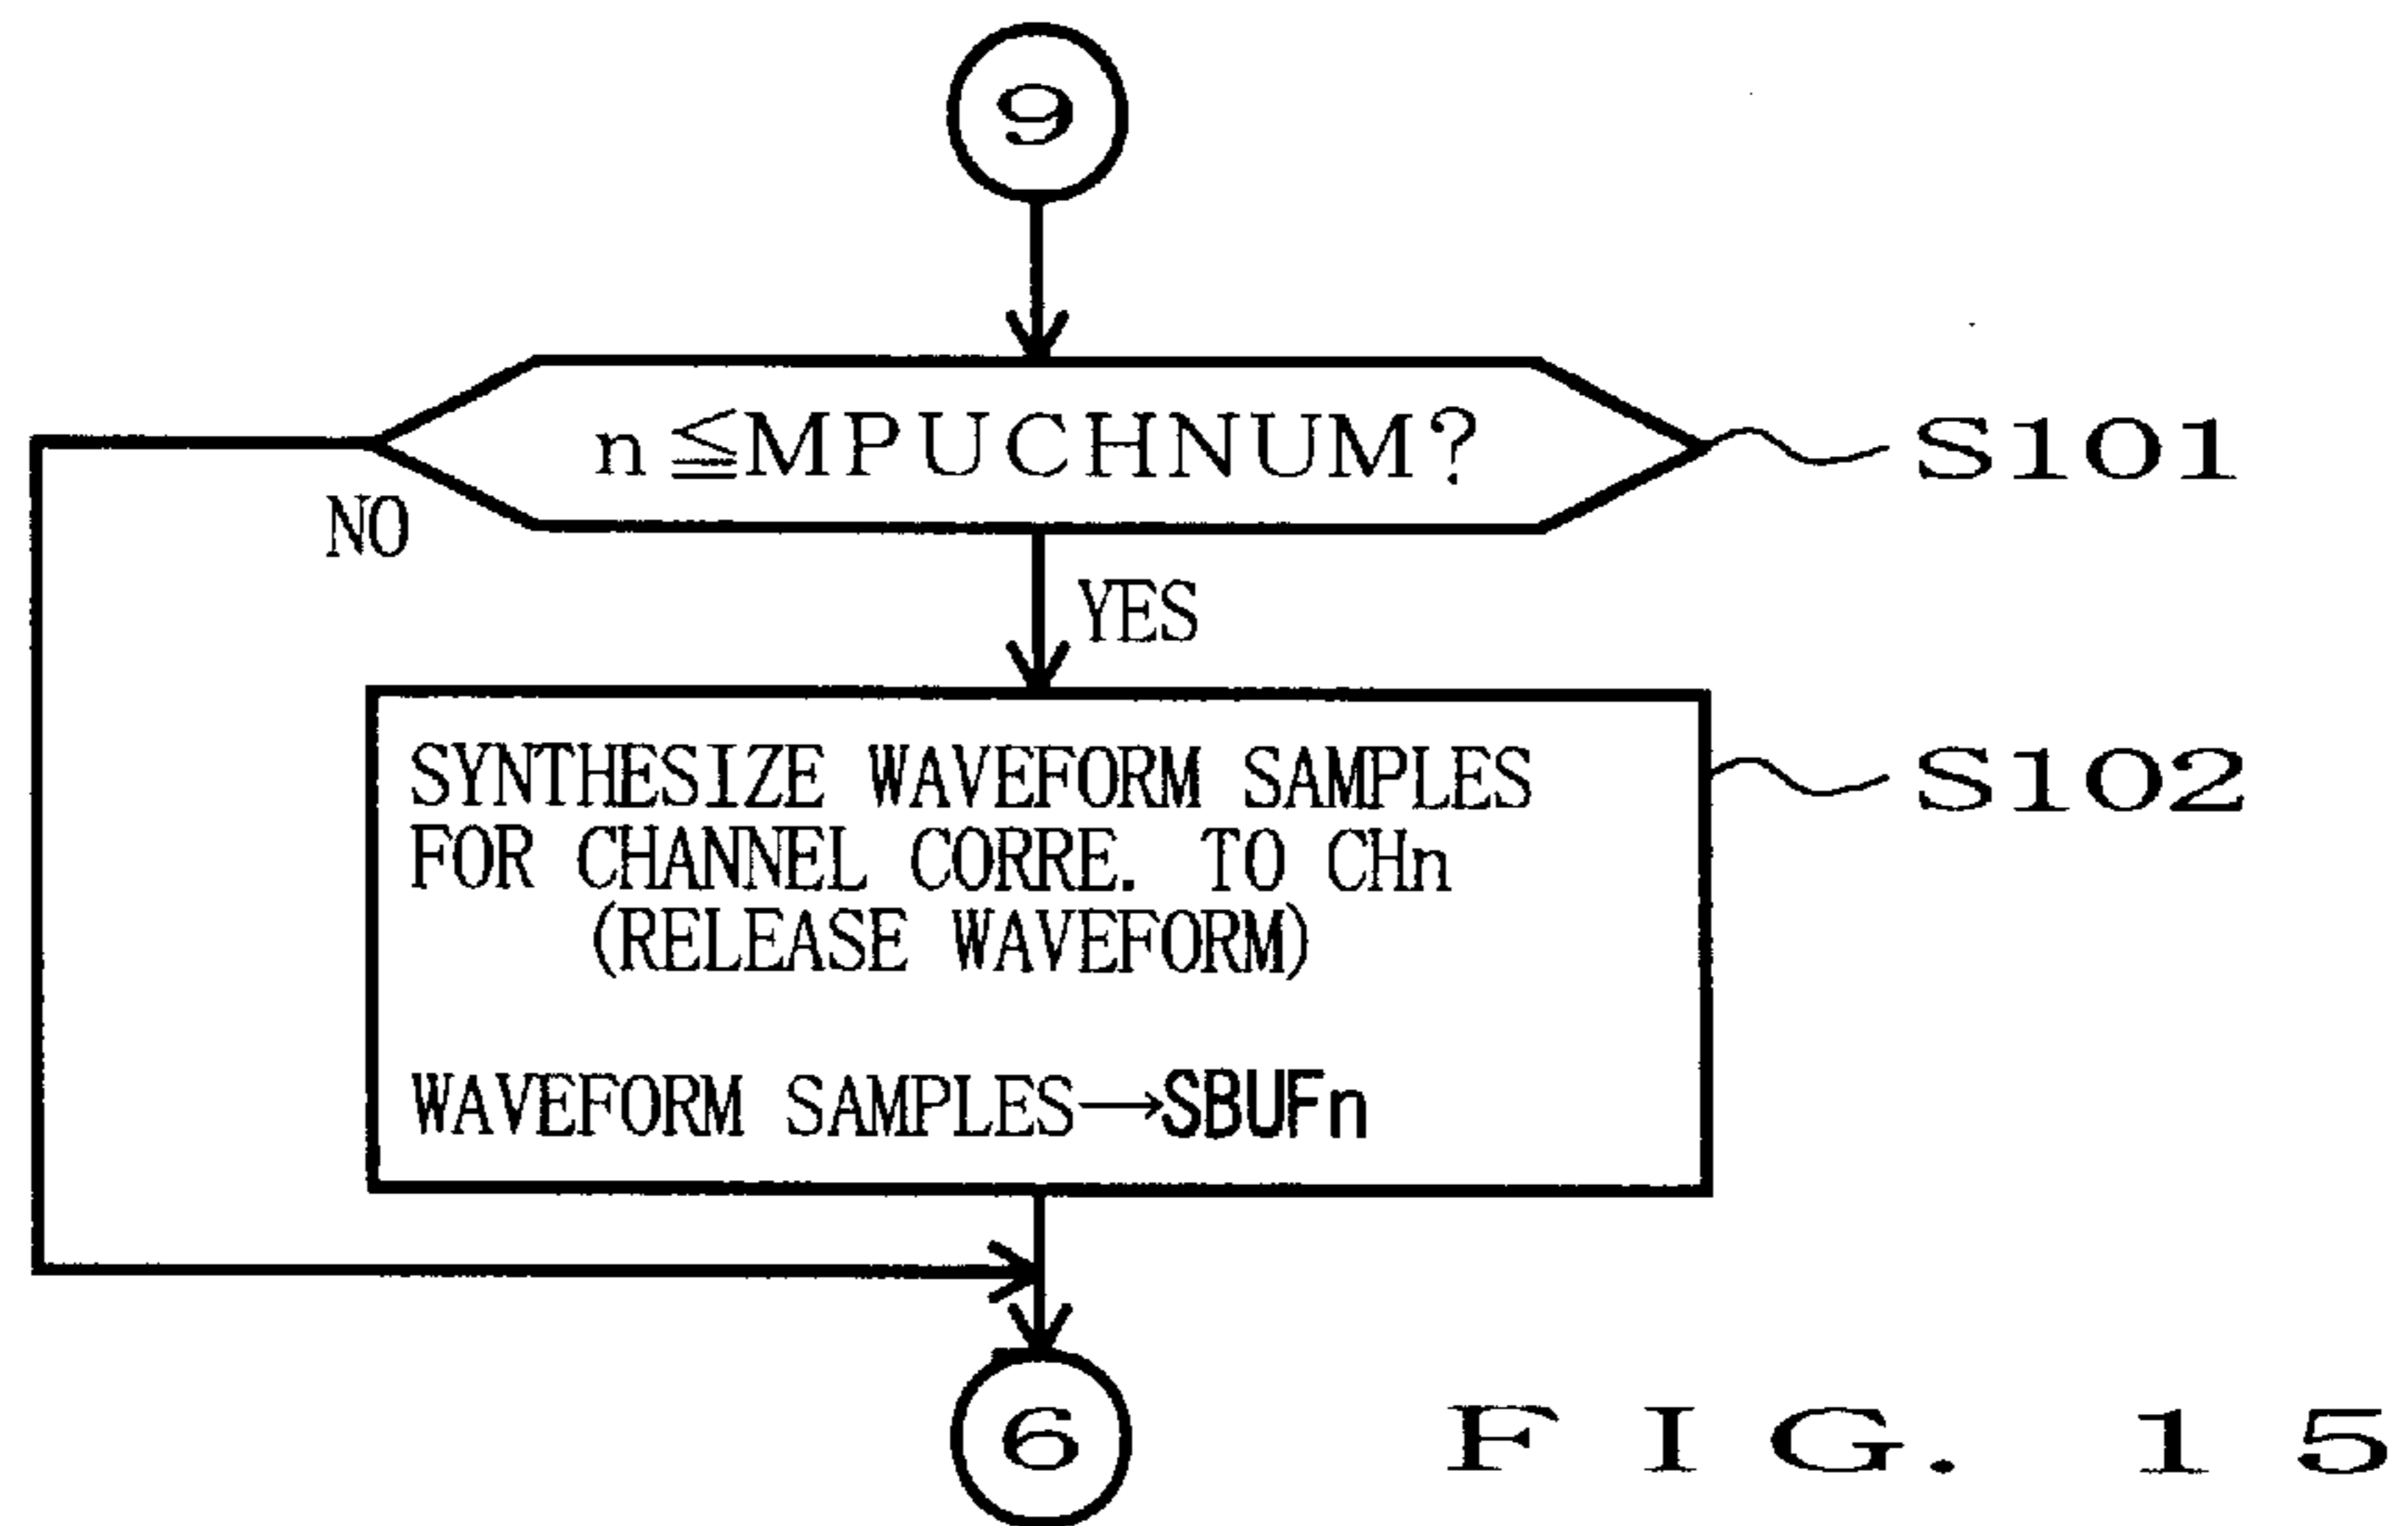 9
n≦MPUCHNUM?
S101
NO
YES
SYNTHESIZE WAVEFORM SAMPLES
S102
FOR CHANNEL CORRE. TO CHn
(RELEASE WAVEFORM)
WAVEFORM SAMPLES→SBUFn
6
FIG. 15